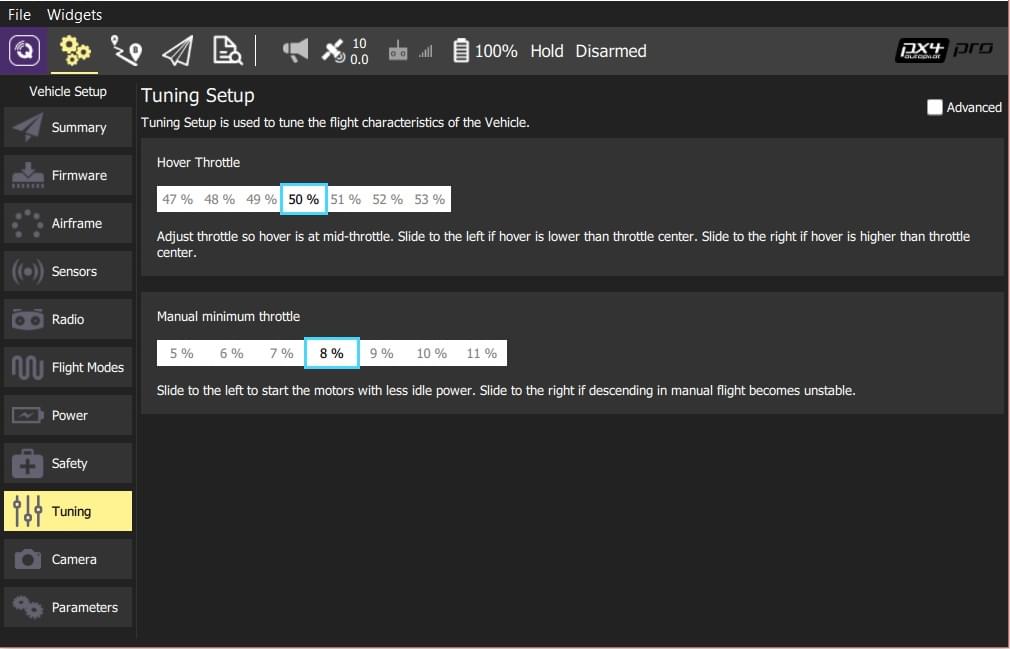 File Widgets
10
0.0
100% Hold Disarmed
px4 pro
autopilot
Vehicle Setup
Summary
Firmware
Airframe
Sensors
Radio
Flight Modes
Power
Safety
Tuning
Camera
Parameters
Tuning Setup
Advanced
Tuning Setup is used to tune the flight characteristics of the Vehicle.
Hover Throttle
47 % 48 % 49 % 50 % 51 % 52 % 53 %
Adjust throttle so hover is at mid-throttle. Slide to the left if hover is lower than throttle center. Slide to the right if hover is higher than throttle
center.
Manual minimum throttle
5 % 6 % 7 % 8 % 9 % 10 % 11 %
Slide to the left to start the motors with less idle power. Slide to the right if descending in manual flight becomes unstable.